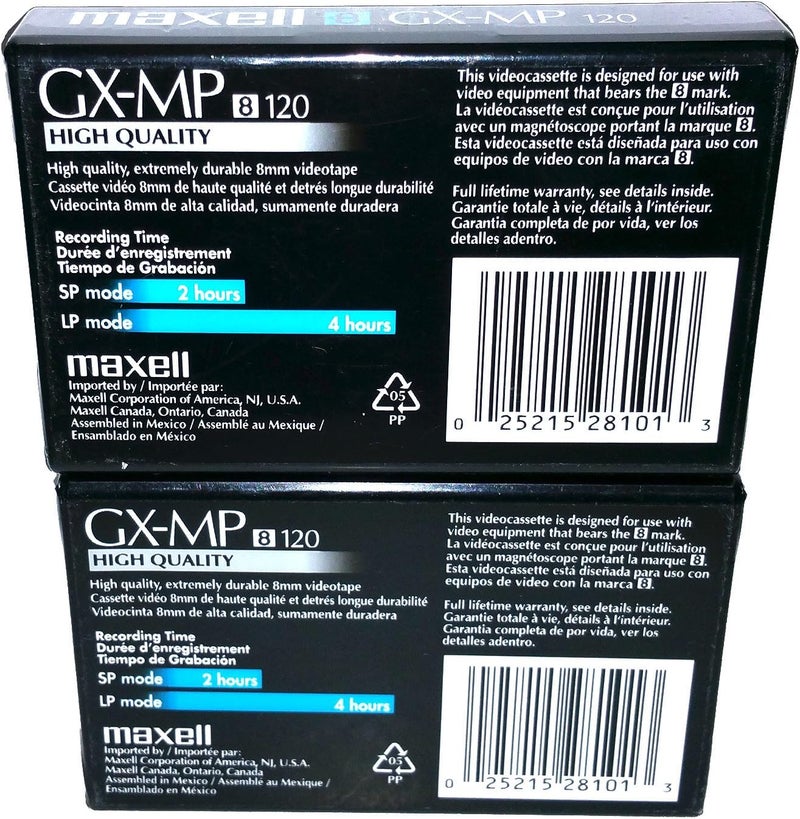 maxell 8 GX-MP 120
GX-MP 8 120
HIGH QUALITY
High quality, extremely durable 8mm videotape
Cassette vidéo 8mm de haute qualité et detrés longue durabilité
Videocinta 8mm de alta calidad, sumamente duradera
Recording Time
Durée d'enregistrement
Tiempo de Grabación
SP mode 2 hours
LP mode 4 hours
maxell
Imported by / Importée par:
Maxell Corporation of America, NJ, U.S.A.
Maxell Canada, Ontario, Canada
Assembled in Mexico / Assemblé au Mexique /
Ensamblado en México
05
PP
This videocassette is designed for use with
video equipment that bears the 8 mark.
La vidéocassette est conçue pour l'utilisation
avec un magnétoscope portant la marque 8.
Esta videocassette está diseñada para uso con
equipos de video con la marca 8.
Full lifetime warranty, see details inside.
Garantie totale à vie, détails à l'intérieur.
Garantia completa de por vida, ver los
detalles adentro.
0 25215 28101 3
GX-MP 8 120
HIGH QUALITY
High quality, extremely durable 8mm videotape
Cassette vidéo 8mm de haute qualité et detrés longue durabilité
Videocinta 8mm de alta calidad, sumamente duradera
Recording Time
Durée d'enregistrement
Tiempo de Grabación
SP mode 2 hours
LP mode 4 hours
maxell
Imported by / Importée par:
Maxell Corporation of America, NJ, U.S.A.
Maxell Canada, Ontario, Canada
Assembled in Mexico / Assemblé au Mexique /
Ensamblado en México
05
PP
This videocassette is designed for use with
video equipment that bears the 8 mark.
La vidéocassette est conçue pour l'utilisation
avec un magnétoscope portant la marque 8.
Esta videocassette está diseñada para uso con
equipos de video con la marca 8.
Full lifetime warranty, see details inside.
Garantie totale à vie, détails à l'intérieur.
Garantia completa de por vida, ver los
detalles adentro.
0 25215 28101 3